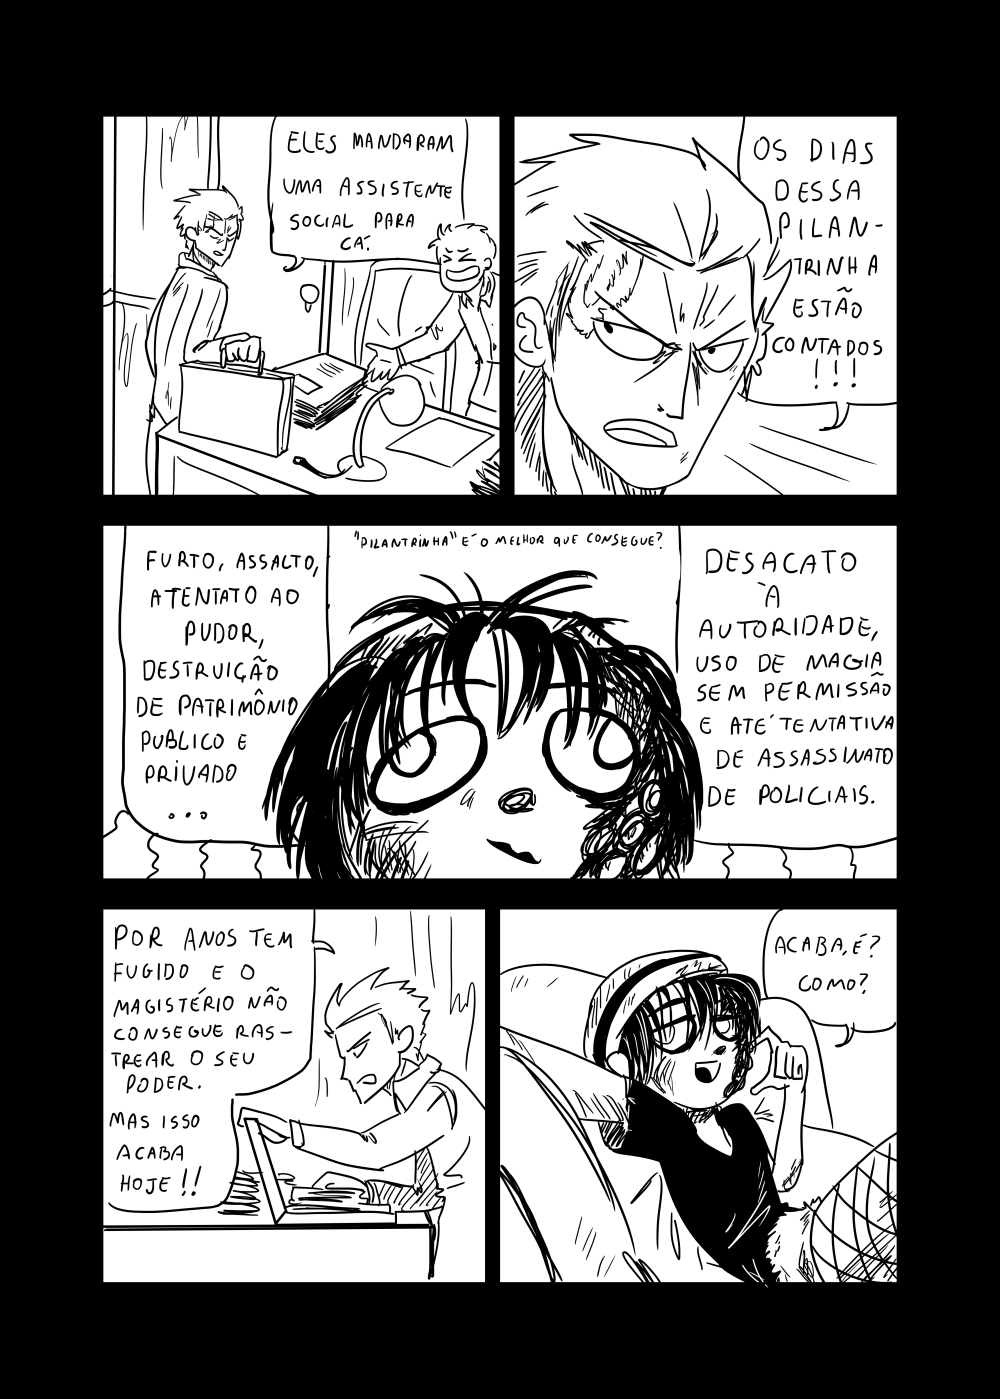 ELES MANDARAM
UMA ASSISTENTE
SOCIAL PARA
CÁ.
OS DIAS
DESSA
PILAN-
TRINHA
ESTÃO
CONTADOS
!!!
FURTO, ASSALTO,
ATENTATO AO
PUDOR,
DESTRUIÇÃO
DE PATRIMÔNIO
PUBLICO E
PRIVADO
...
"PILANTRINHA" E´ O MELHOR QUE CONSEGUE?
DESACATO
À
AUTORIDADE,
USO DE MAGIA
SEM PERMISSÃO
E ATE´ TENTATIVA
DE ASSASSINATO
DE POLICIAIS.
POR ANOS TEM
FUGIDO E O
MAGISTÉRIO NÃO
CONSEGUE RAS-
TREAR O SEU
PODER.
MAS ISSO
ACABA
HOJE!!
ACABA, É?
COMO?